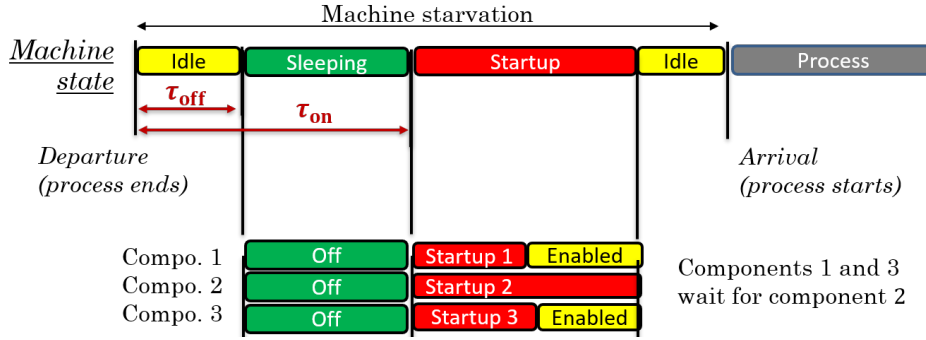 Machine starvation
Machine state
Idle Sleeping Startup Idle Process
τoff
τon
Departure
(process ends)
Arrival
(process starts)
Compo. 1 Off Startup 1 Enabled
Compo. 2 Off Startup 2
Compo. 3 Off Startup 3 Enabled
Components 1 and 3
wait for component 2